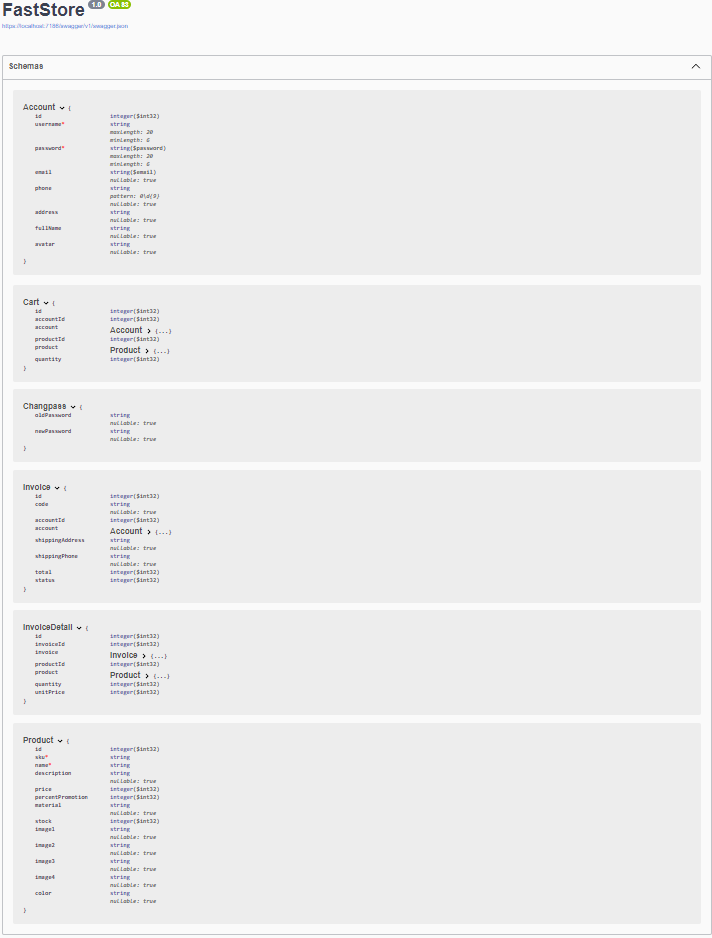 FastStore 1.0 OAS3
https://localhost:7186/swagger/v1/swagger.json
Schemas
Account {
id integer($int32)
username* string
maxLength: 20
minLength: 6
password* string($password)
maxLength: 20
minLength: 6
email string($email)
nullable: true
phone string
pattern: 0\d{9}
nullable: true
address string
nullable: true
fullName string
nullable: true
avatar string
nullable: true
}
Cart {
id integer($int32)
accountId integer($int32)
account Account > {...}
productId integer($int32)
product Product > {...}
quantity integer($int32)
}
Changpass {
oldPassword string
nullable: true
newPassword string
nullable: true
}
Invoice {
id integer($int32)
code string
nullable: true
accountId integer($int32)
account Account > {...}
shippingAddress string
nullable: true
shippingPhone string
nullable: true
total integer($int32)
status integer($int32)
}
InvoiceDetail {
id integer($int32)
invoiceId integer($int32)
invoice Invoice > {...}
productId integer($int32)
product Product > {...}
quantity integer($int32)
unitPrice integer($int32)
}
Product {
id integer($int32)
sku* string
name* string
description string
nullable: true
price integer($int32)
percentPromotion integer($int32)
material string
nullable: true
stock integer($int32)
image1 string
nullable: true
image2 string
nullable: true
image3 string
nullable: true
image4 string
nullable: true
color string
nullable: true
}